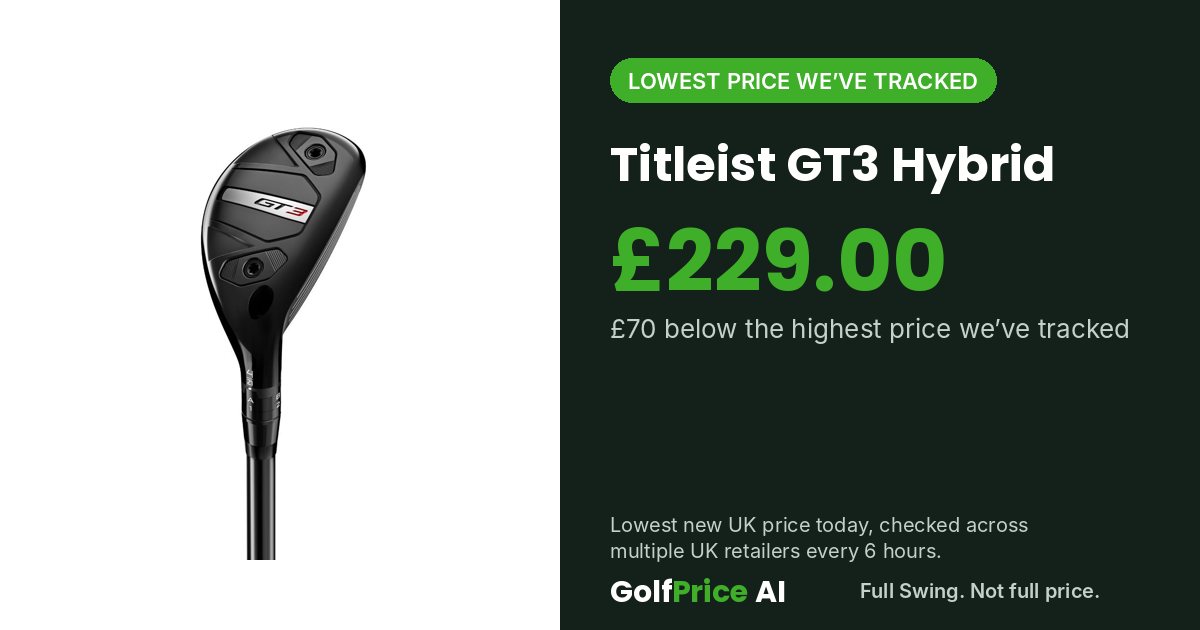 GT3
LOWEST PRICE WE’VE TRACKED
Titleist GT3 Hybrid
£229.00
£70 below the highest price we’ve tracked
Lowest new UK price today, checked across
multiple UK retailers every 6 hours.
GolfPrice AI
Full Swing. Not full price.